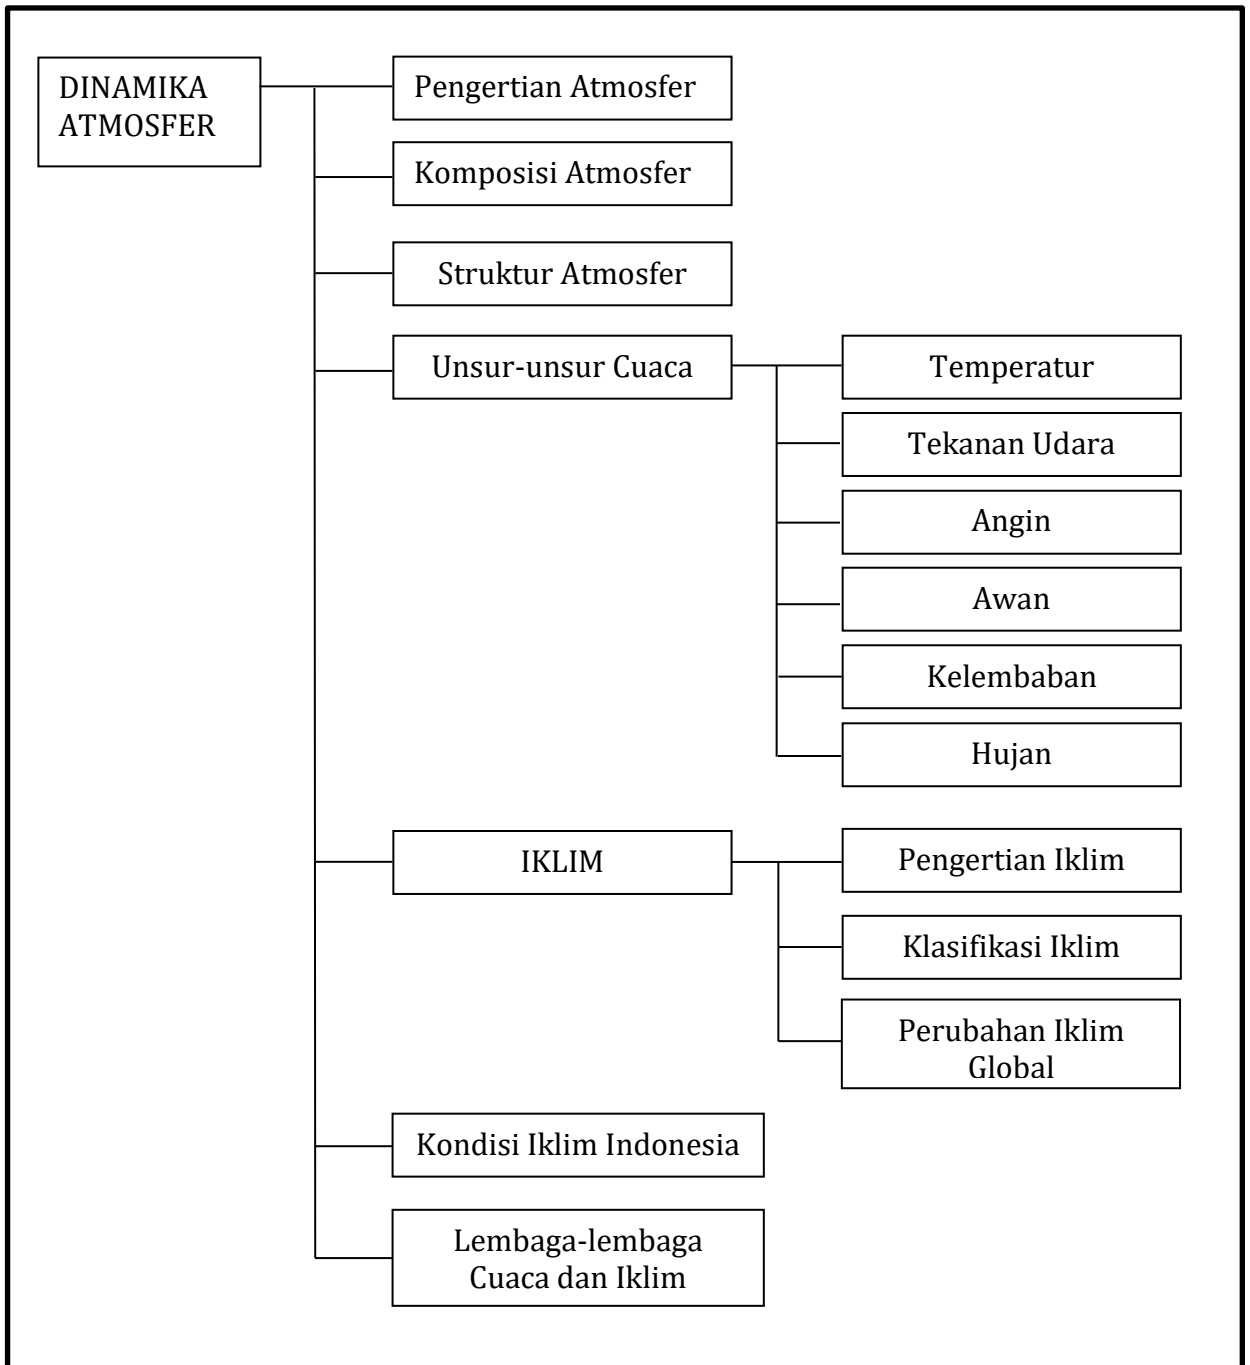 DINAMIKA
ATMOSFER
Pengertian Atmosfer
Komposisi Atmosfer
Struktur Atmosfer
Unsur-unsur Cuaca
Temperatur
Tekanan Udara
Angin
Awan
Kelembaban
Hujan
IKLIM
Pengertian Iklim
Klasifikasi Iklim
Perubahan Iklim
Global
Kondisi Iklim Indonesia
Lembaga-lembaga
Cuaca dan Iklim